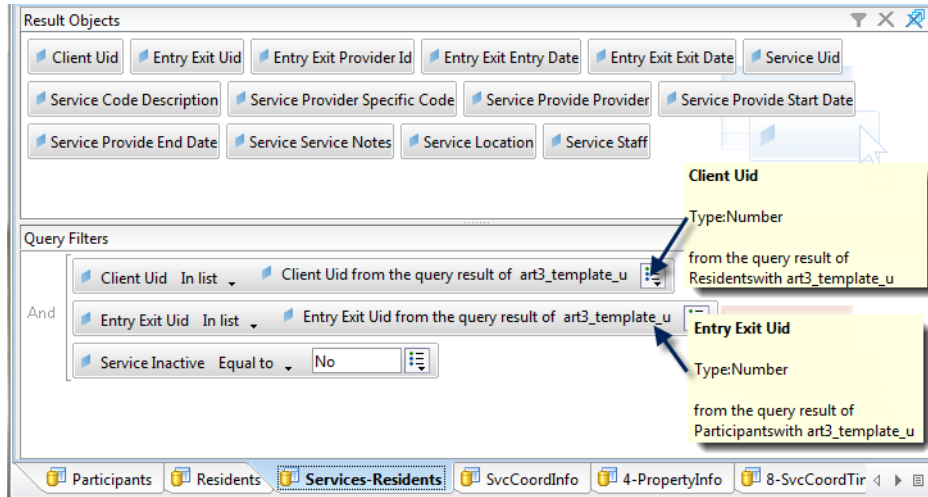 Result Objects
Client Uid Entry Exit Uid Entry Exit Provider Id Entry Exit Entry Date Entry Exit Exit Date Service Uid
Service Code Description Service Provider Specific Code Service Provide Provider Service Provide Start Date
Service Provide End Date Service Service Notes Service Location Service Staff
Client Uid
Type:Number
from the query result of
Residentswith art3_template_u
Query Filters
And
Client Uid In list Client Uid from the query result of art3_template_u
Entry Exit Uid In list Entry Exit Uid from the query result of art3_template_u
Service Inactive Equal to No
Entry Exit Uid
Type:Number
from the query result of
Participantswith art3_template_u
Participants Residents Services-Residents SvcCoordInfo 4-PropertyInfo 8-SvcCoordTir